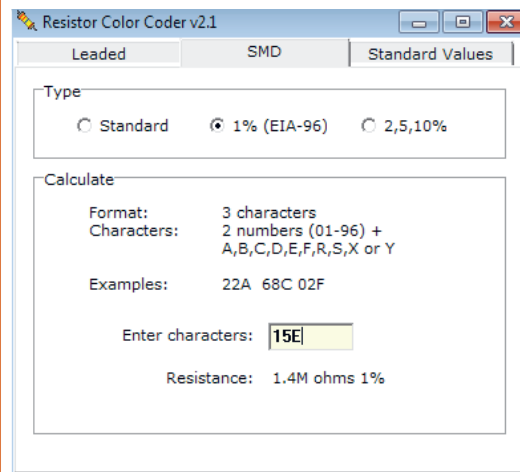 Resistor Color Coder v2.1
Leaded SMD Standard Values
Type
Standard 1% (EIA-96) 2,5,10%
Calculate
Format: 3 characters
Characters: 2 numbers (01-96) +
A,B,C,D,E,F,R,S,X or Y
Examples: 22A 68C 02F
Enter characters: 15E
Resistance: 1.4M ohms 1%